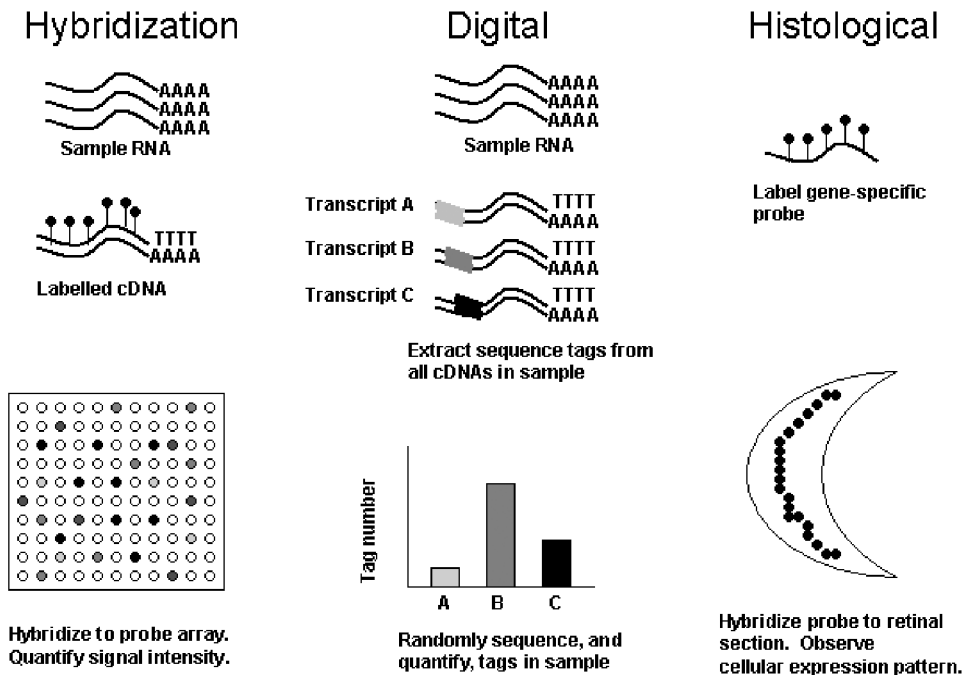 Hybridization
AAAA
AAAA
AAAA
Sample RNA
TTTT
AAAA
Labelled cDNA
Hybridize to probe array.
Quantify signal intensity.
Digital
AAAA
AAAA
AAAA
Sample RNA
Transcript A
TTTT
AAAA
Transcript B
TTTT
AAAA
Transcript C
TTTT
AAAA
Extract sequence tags from
all cDNAs in sample
Tag number
A B C
Randomly sequence, and
quantify, tags in sample
Histological
Label gene-specific
probe
Hybridize probe to retinal
section. Observe
cellular expression pattern.